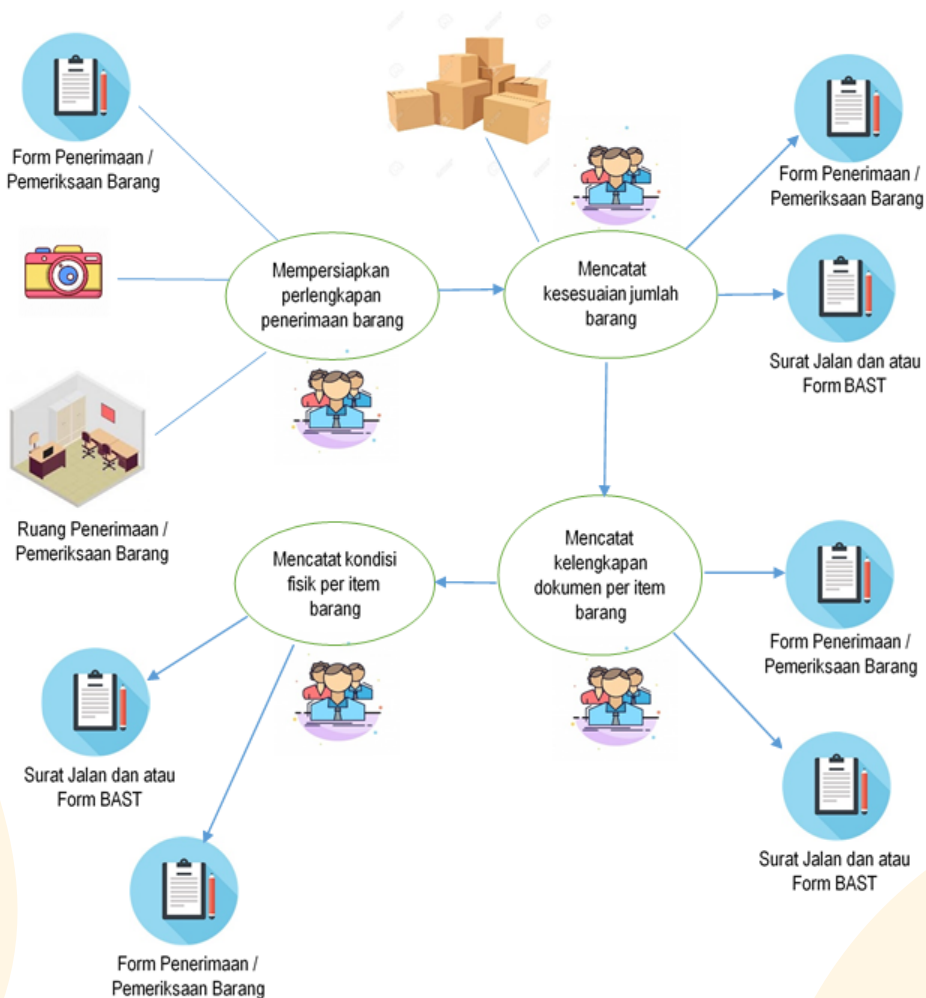 Form Penerimaan /
Pemeriksaan Barang
Form Penerimaan /
Pemeriksaan Barang
Mempersiapkan
perlengkapan
penerimaan barang
Mencatat
kesesuaian jumlah
barang
Surat Jalan dan atau
Form BAST
Ruang Penerimaan /
Pemeriksaan Barang
Mencatat kondisi
fisik per item
barang
Mencatat
kelengkapan
dokumen per item
barang
Form Penerimaan /
Pemeriksaan Barang
Surat Jalan dan atau
Form BAST
Surat Jalan dan atau
Form BAST
Form Penerimaan /
Pemeriksaan Barang